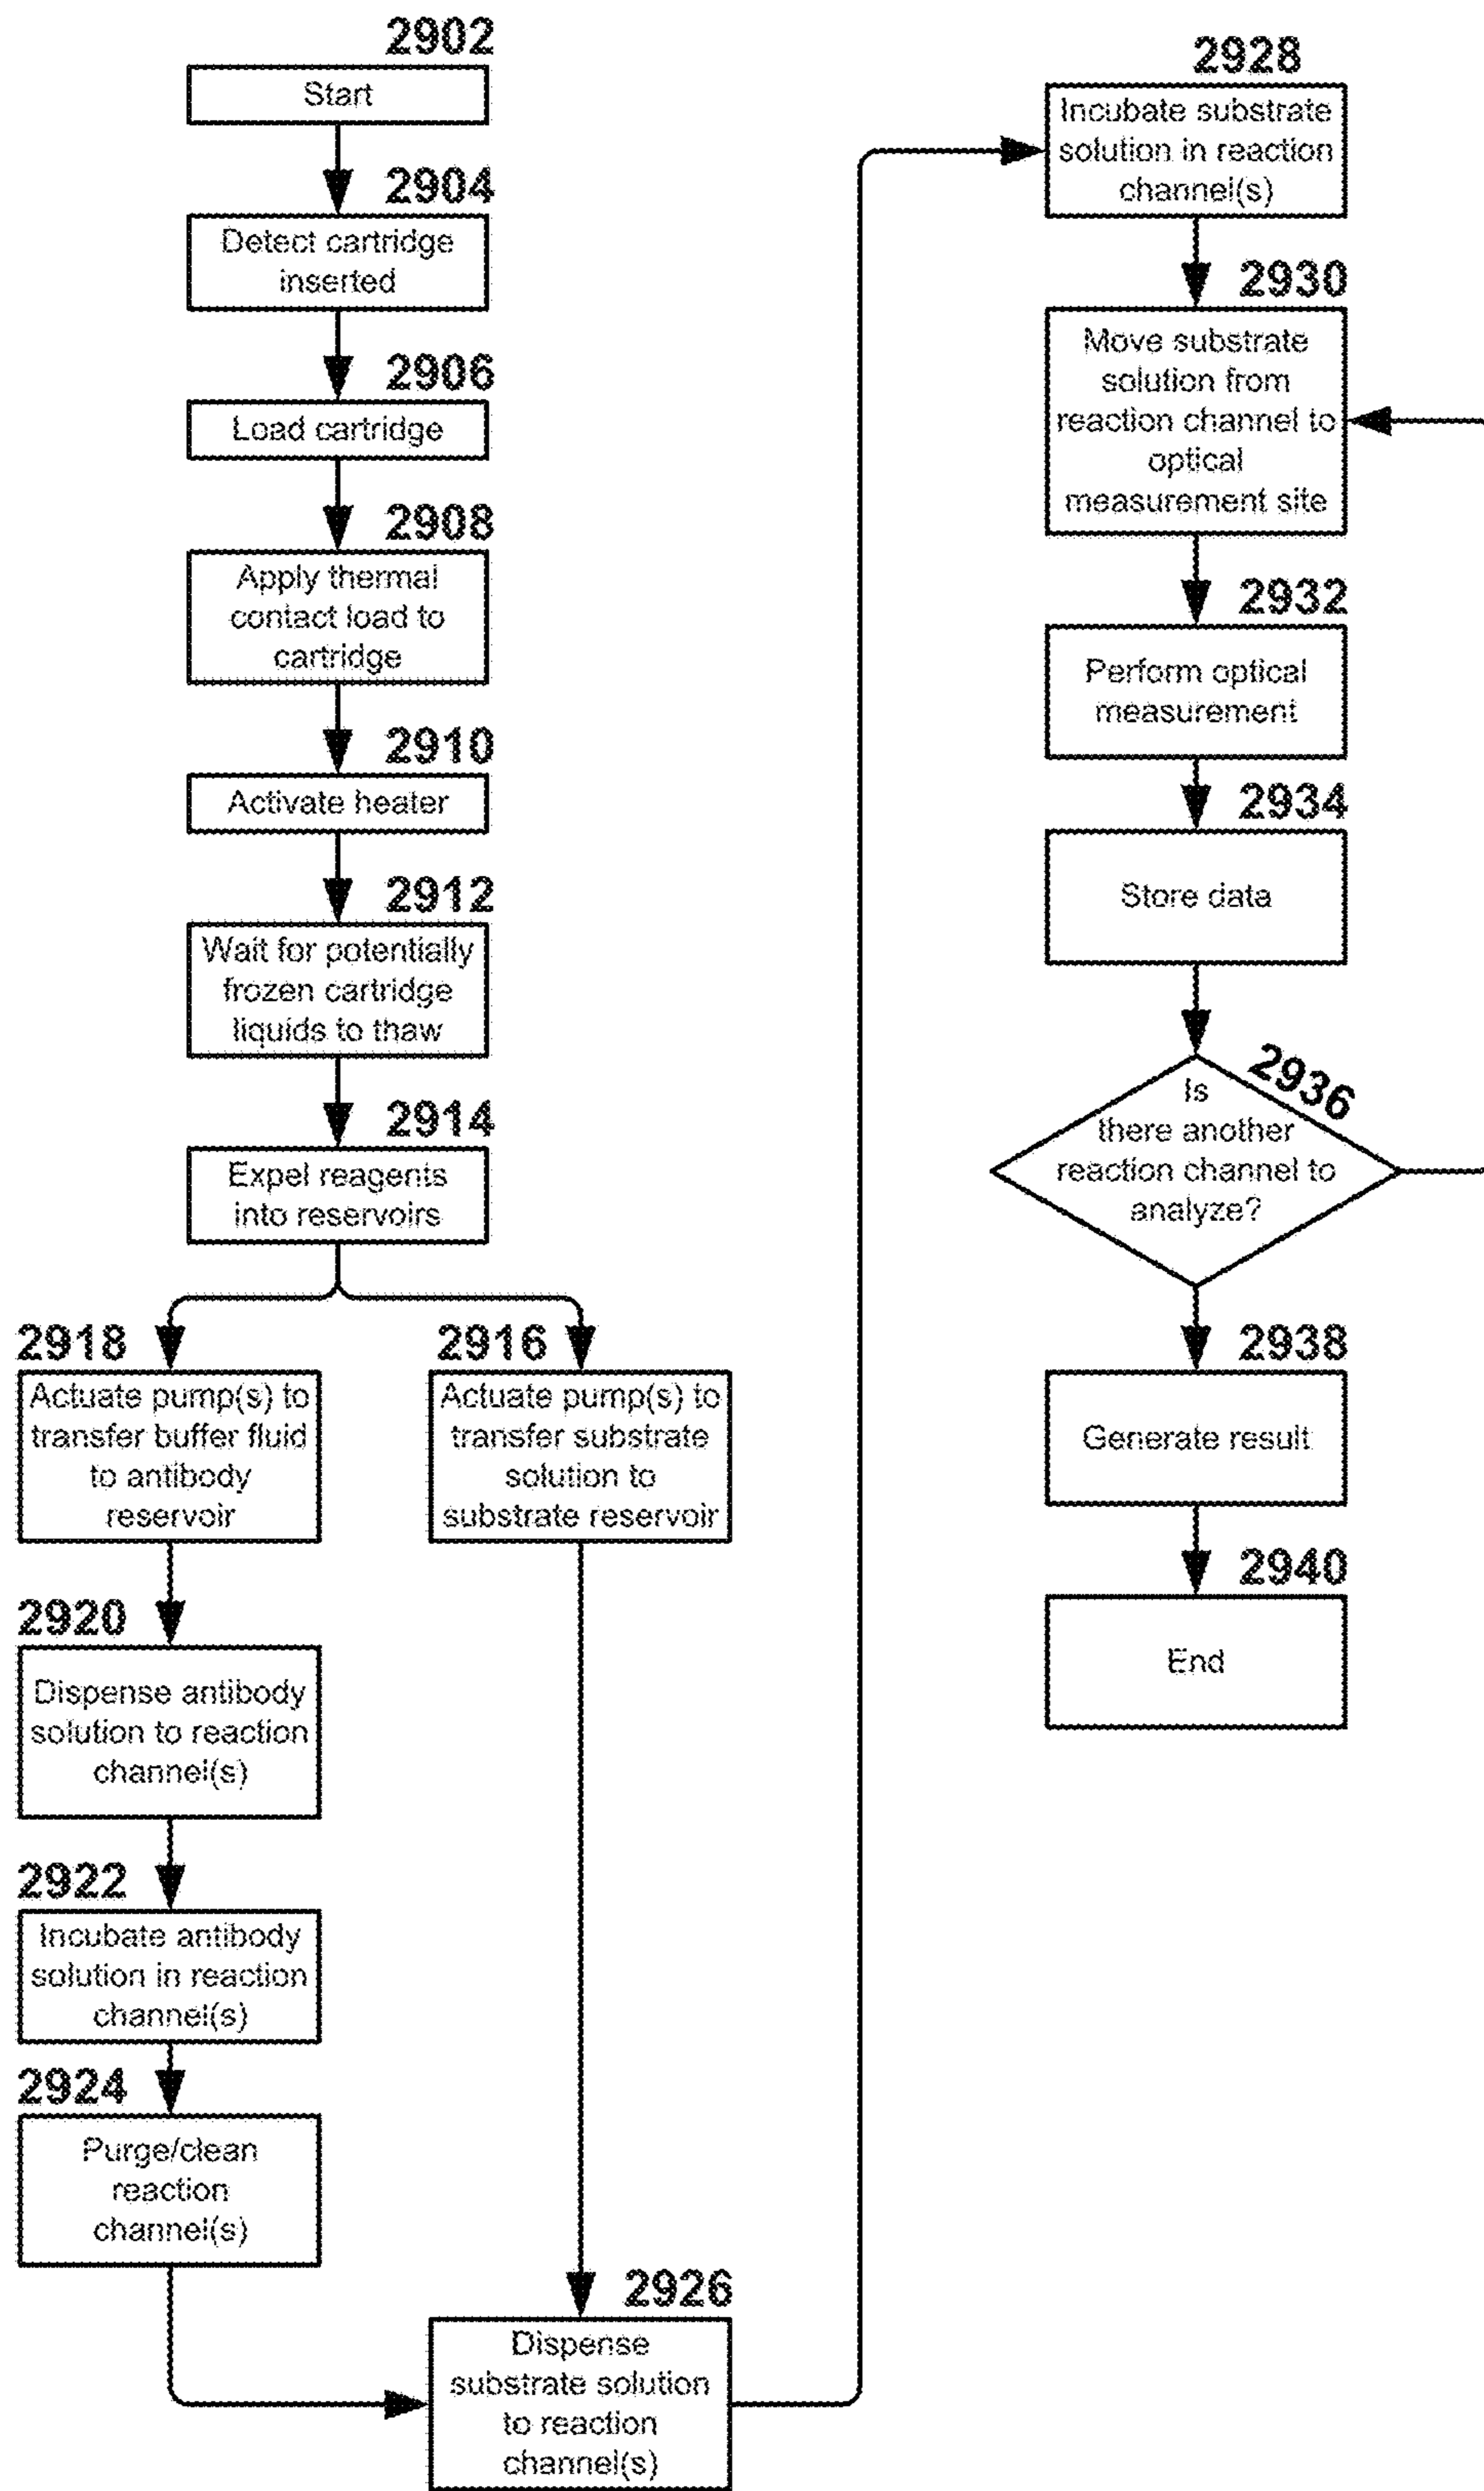 2902
Start
2904
Detect cartridge
inserted
2906
Load cartridge
2908
Apply thermal
contact load to
cartridge
2910
Activate heater
2912
Wait for potentially
frozen cartridge
liquids to thaw
2914
Expel reagents
into reservoirs
2918
Actuate pump(s) to
transfer buffer fluid
to antibody
reservoir
2916
Actuate pump(s) to
transfer substrate
solution to
substrate reservoir
2920
Dispense antibody
solution to reaction
channel(s)
2922
Incubate antibody
solution in reaction
channel(s)
2924
Purge/clean
reaction
channel(s)
2926
Dispense
substrate solution
to reaction
channel(s)
2928
Incubate substrate
solution in reaction
channel(s)
2930
Move substrate
solution from
reaction channel to
optical
measurement site
2932
Perform optical
measurement
2934
Store data
2936
Is
there another
reaction channel to
analyze?
2938
Generate result
2940
End